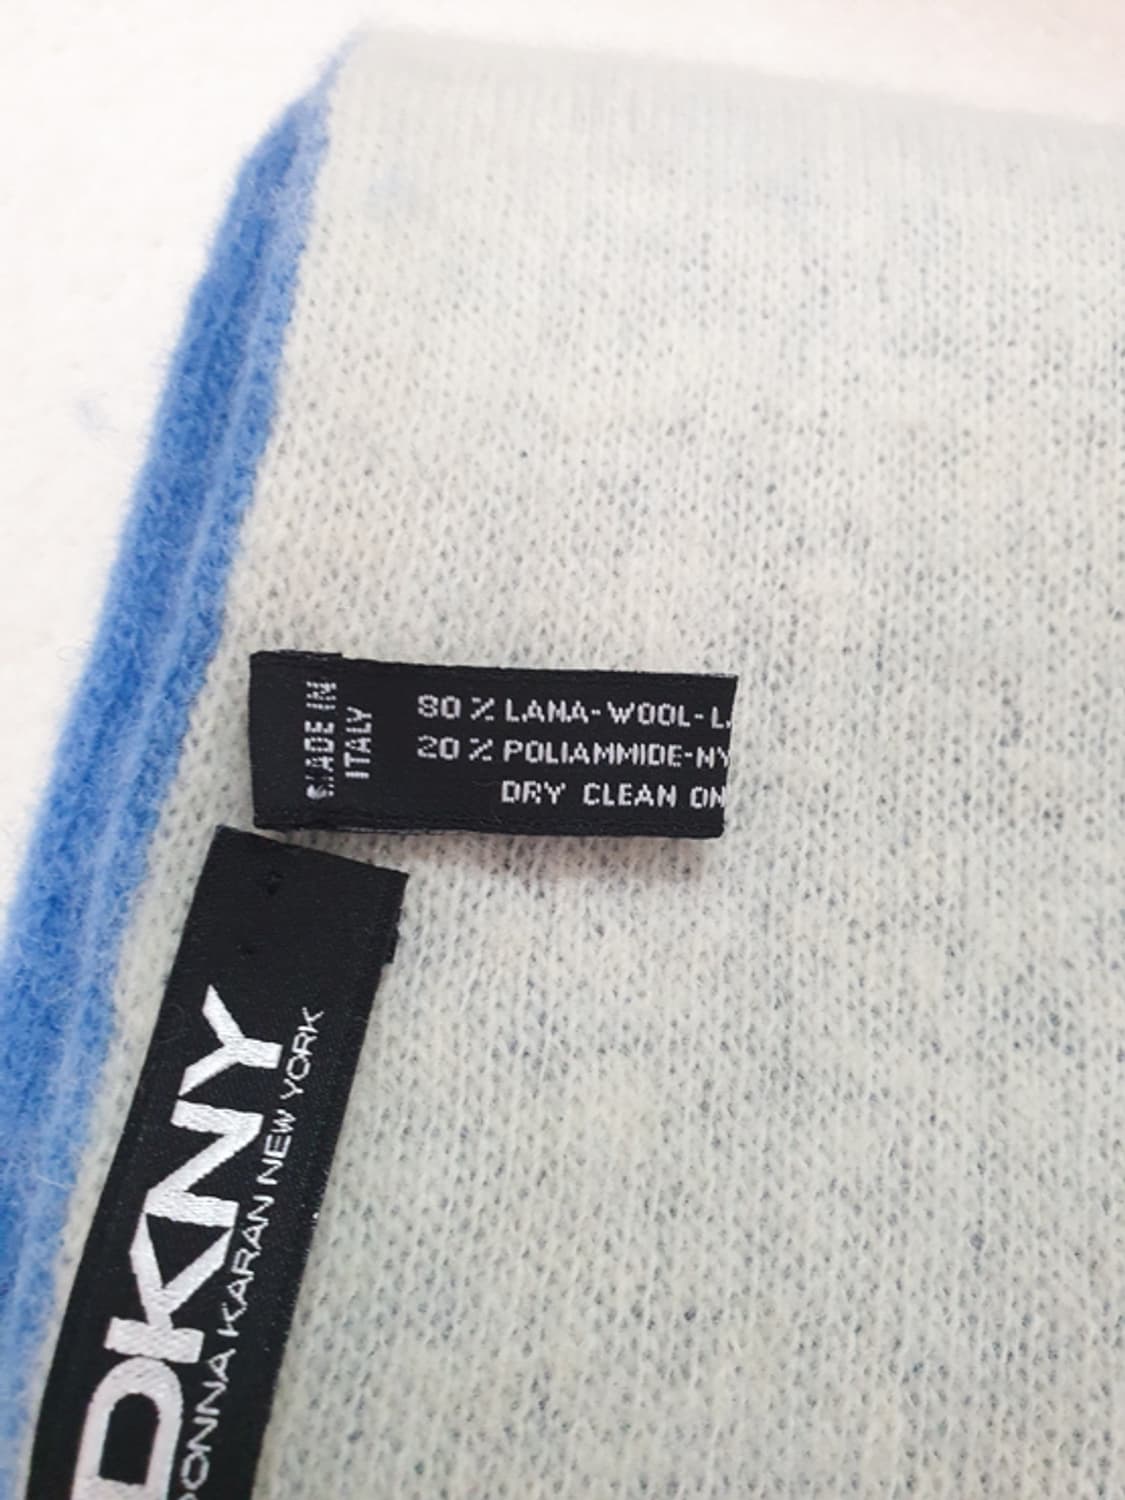 MADE IN
ITALY
80 % LANA-WOOL-L
20 % POLIAMMIDE-NY
DRY CLEAN ON
DKNY
DONNA KARAN NEW YORK